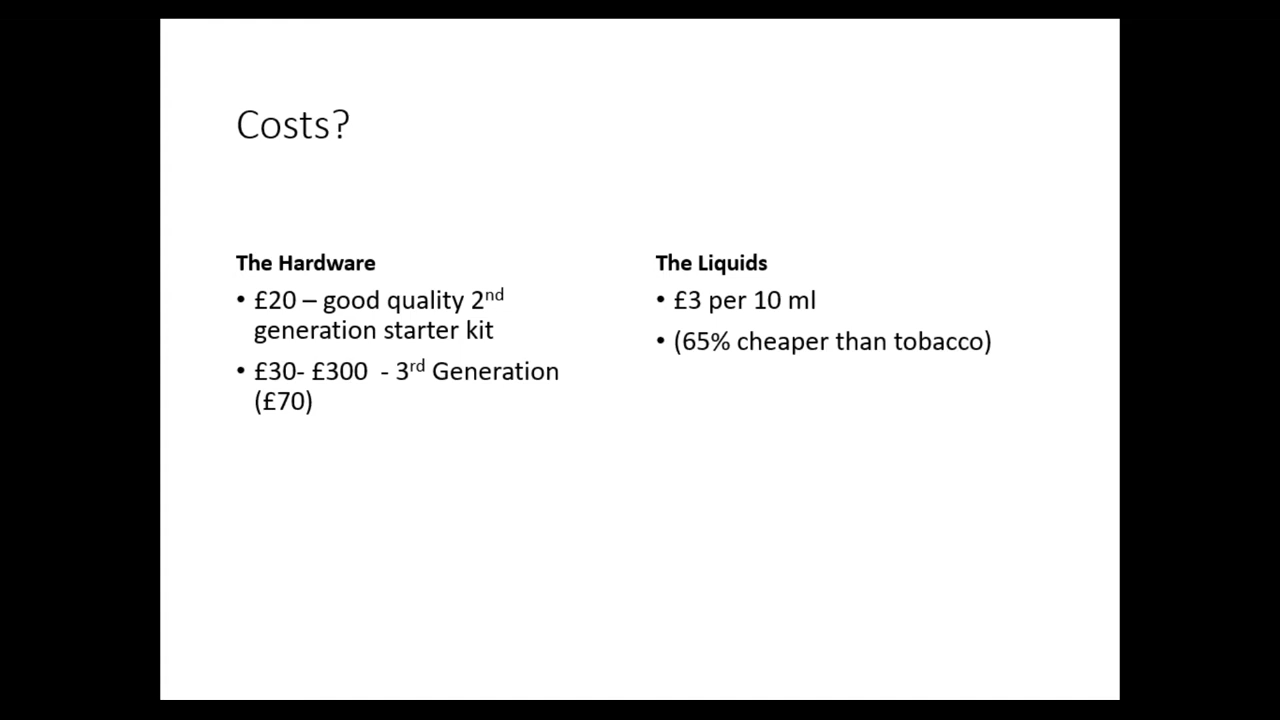 Costs?
The Hardware
• £20 – good quality 2nd
generation starter kit
• £30- £300  - 3rd Generation
(£70)
The Liquids
• £3 per 10 ml
• (65% cheaper than tobacco)